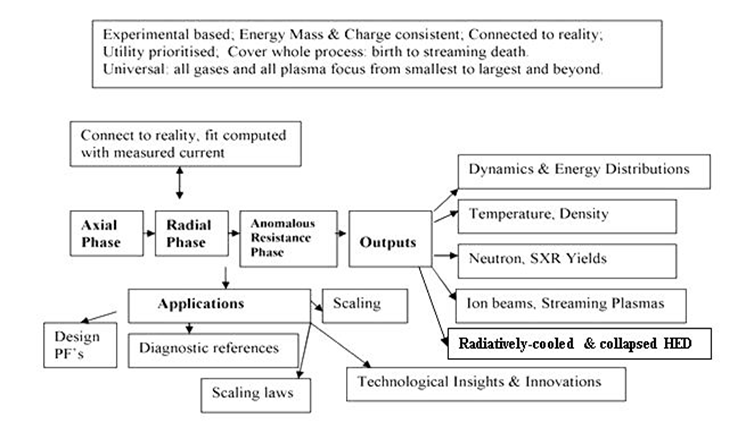 Experimental based; Energy Mass & Charge consistent; Connected to reality;
Utility prioritised; Cover whole process: birth to streaming death.
Universal: all gases and all plasma focus from smallest to largest and beyond.
Connect to reality, fit computed
with measured current
Dynamics & Energy Distributions
Axial
Phase
Radial
Phase
Anomalous
Resistance
Phase
Outputs
Temperature, Density
Neutron, SXR Yields
Ion beams, Streaming Plasmas
Radiatively-cooled & collapsed HED
Applications
Scaling
Design
PF's
Diagnostic references
Scaling laws
Technological Insights & Innovations